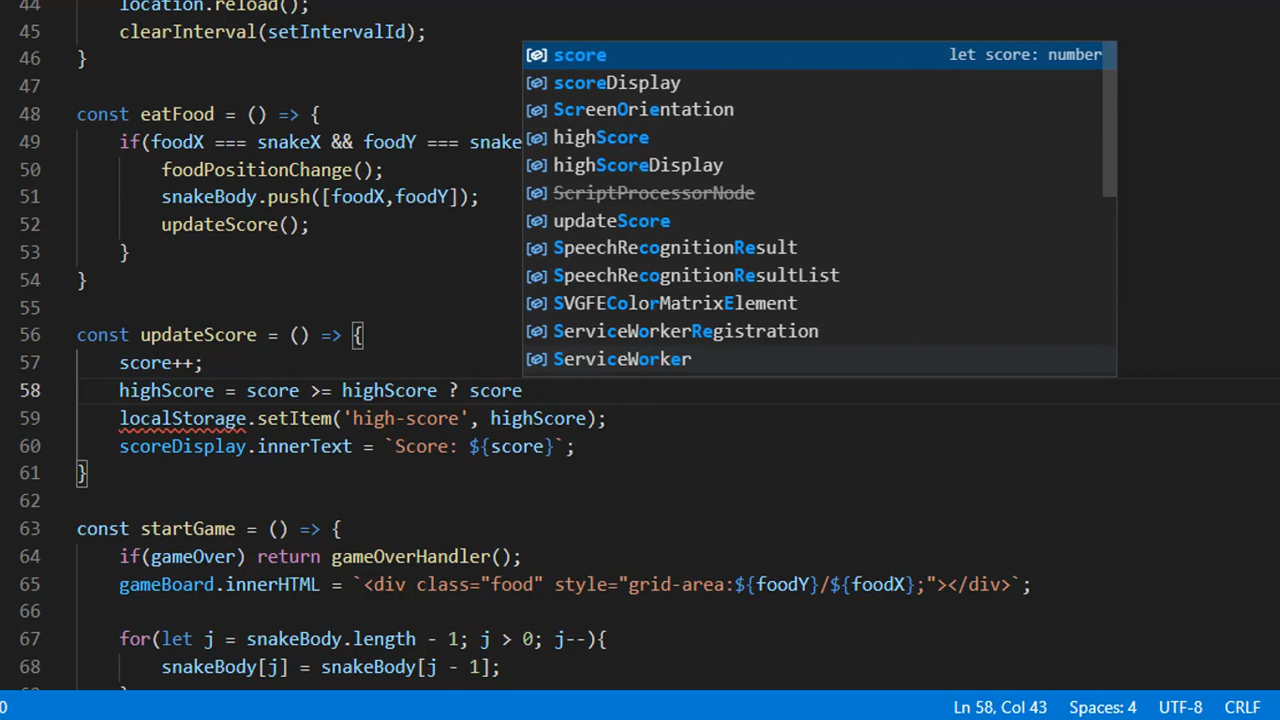 44 location.reload();
45 clearInterval(setIntervalId);
46 }
47
48 const eatFood = () => {
49 if(foodX === snakeX && foodY === snake
50 foodPositionChange();
51 snakeBody.push([foodX,foodY]);
52 updateScore();
53 }
54 }
55
56 const updateScore = () => {
57 score++;
58 highScore = score >= highScore ? score
59 localStorage.setItem('high-score', highScore);
60 scoreDisplay.innerText = `Score: ${score}`;
61 }
62
63 const startGame = () => {
64 if(gameOver) return gameOverHandler();
65 gameBoard.innerHTML = `<div class="food" style="grid-area:${foodY}/${foodX};"></div>`;
66
67 for(let j = snakeBody.length - 1; j > 0; j--){
68 snakeBody[j] = snakeBody[j - 1];
}
score let score: number
scoreDisplay
ScreenOrientation
highScore
highScoreDisplay
ScriptProcessorNode
updateScore
SpeechRecognitionResult
SpeechRecognitionResultList
SVGFEColorMatrixElement
ServiceWorkerRegistration
ServiceWorker
0 Ln 58, Col 43 Spaces: 4 UTF-8 CRLF